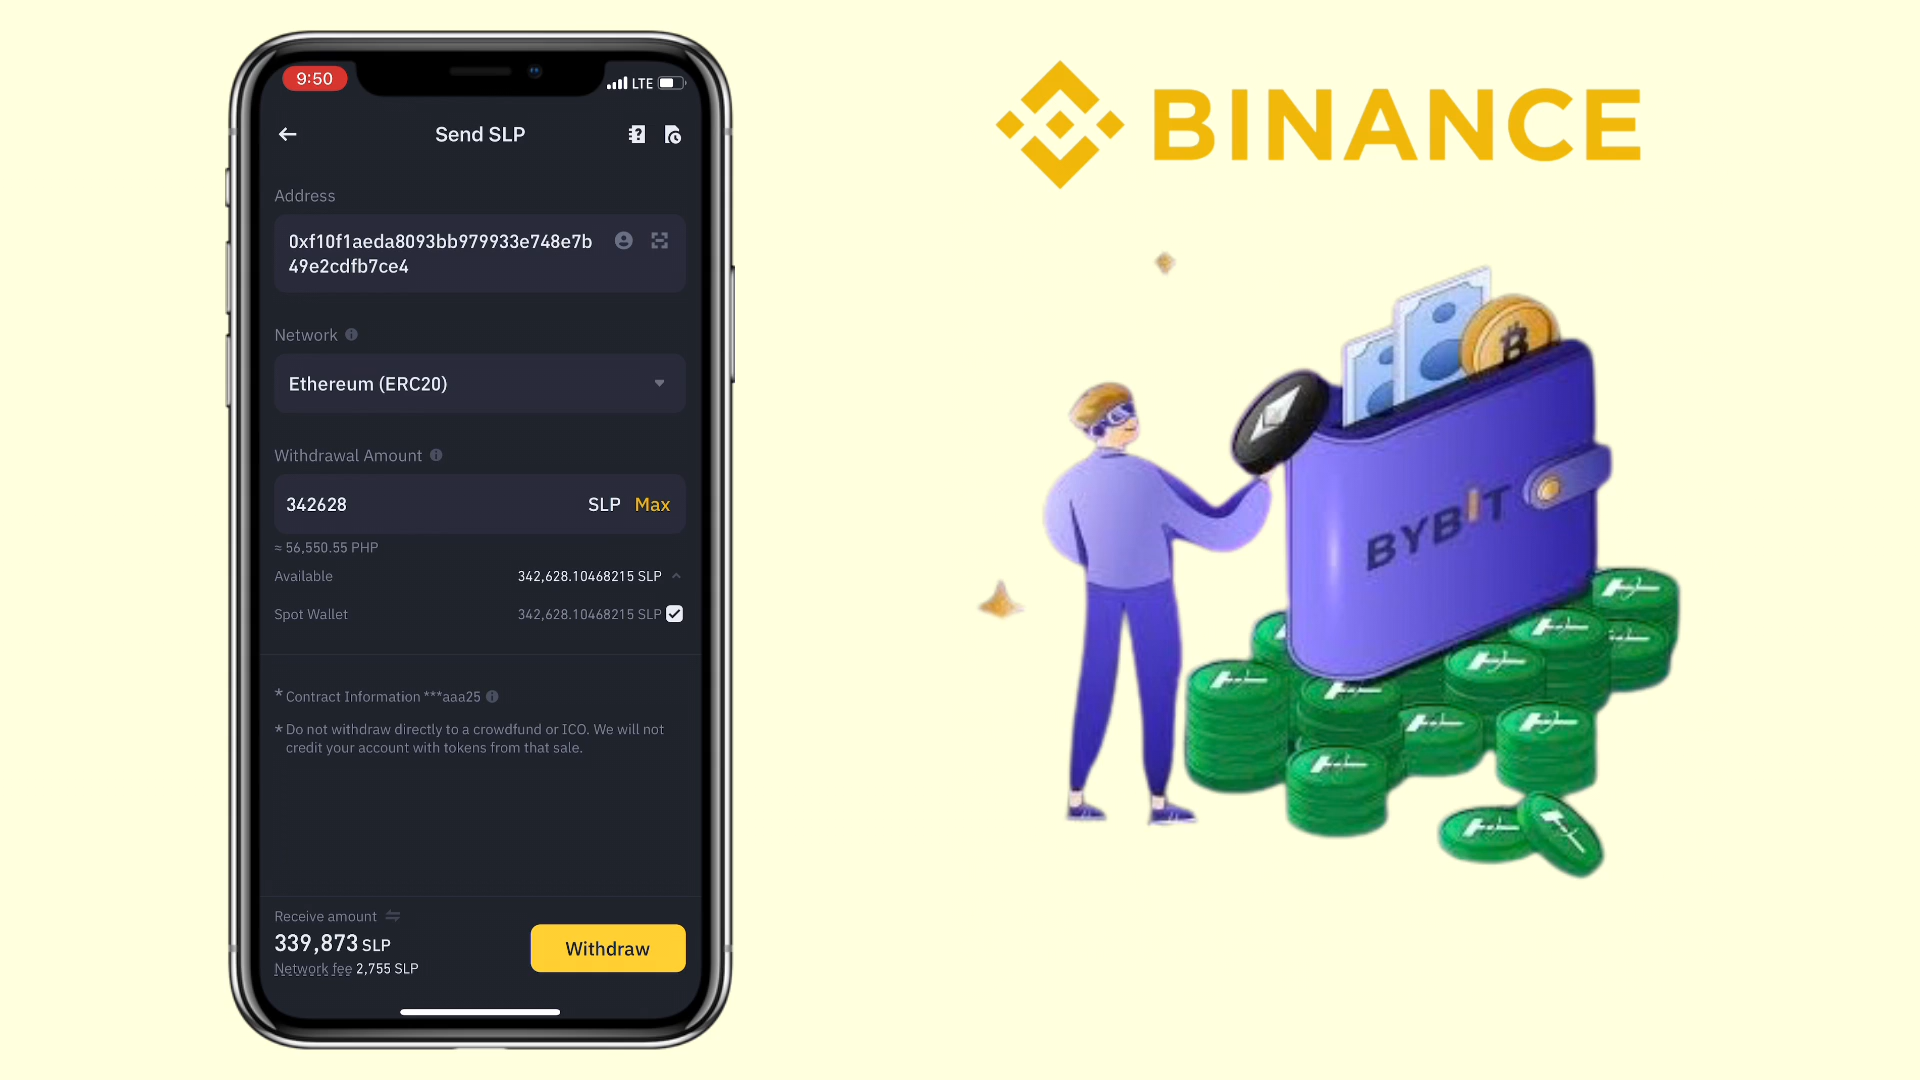 9:50
LTE
Send SLP
Address
0xf10f1aeda8093bb979933e748e7b
49e2cdfb7ce4
Network
Ethereum (ERC20)
Withdrawal Amount
342628 SLP Max
≈ 56,550.55 PHP
Available 342,628.10468215 SLP
Spot Wallet 342,628.10468215 SLP
* Contract Information ***aaa25
* Do not withdraw directly to a crowdfund or ICO. We will not
credit your account with tokens from that sale.
Receive amount
339,873 SLP
Network fee 2,755 SLP
Withdraw
BINANCE
BYBIT